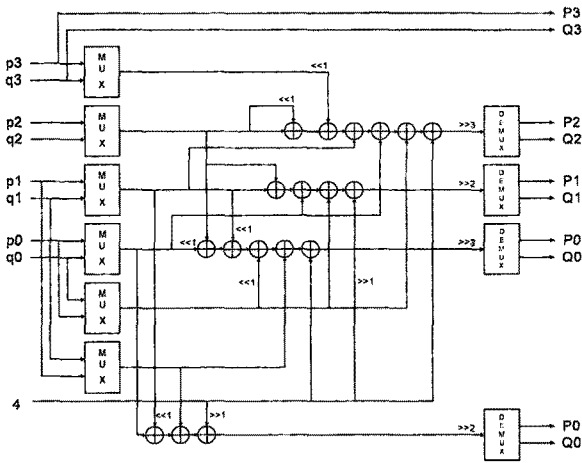 P3
Q3
p3
q3
MUX
<<1
p2
q2
MUX
<<1
>>3
DEMUX
P2
Q2
p1
q1
MUX
>>2
DEMUX
P1
Q1
p0
q0
MUX
<<1
<<1
>>3
DEMUX
P0
Q0
MUX
<<1
>>1
MUX
4
<<1
>>1
>>2
DEMUX
P0
Q0